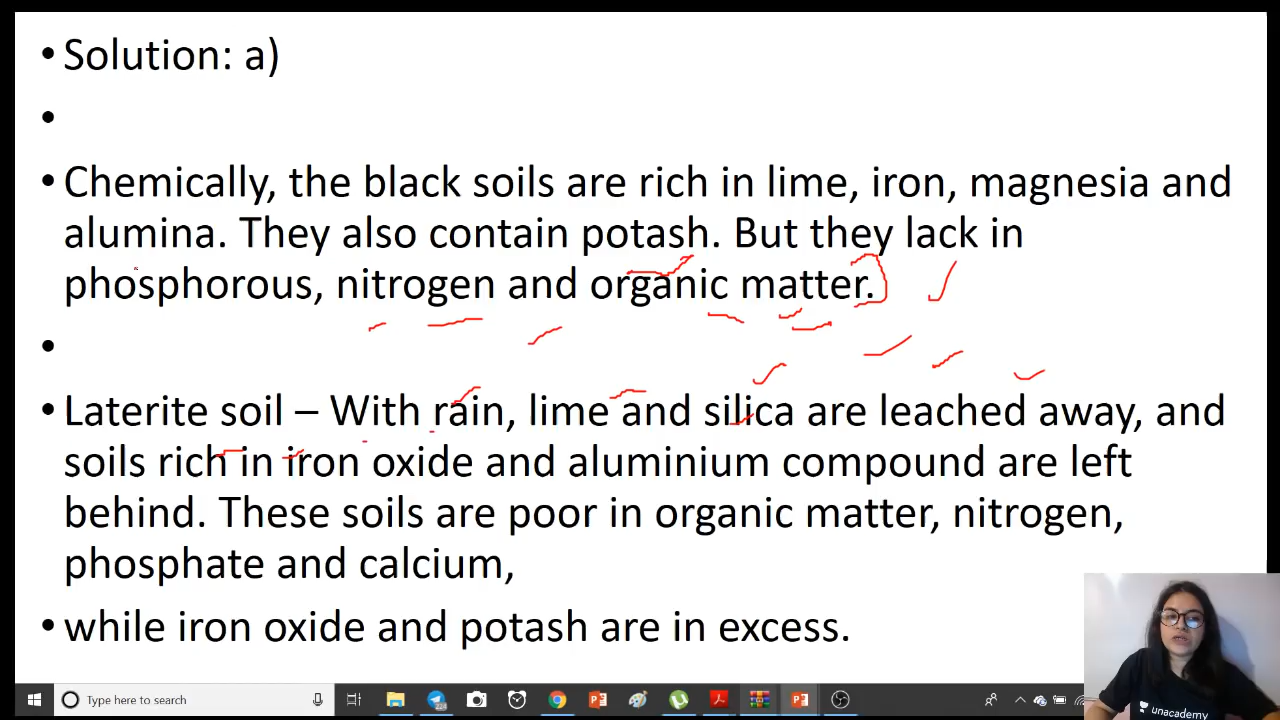 • Solution: a)
•
• Chemically, the black soils are rich in lime, iron, magnesia and
alumina. They also contain potash. But they lack in
phosphorous, nitrogen and organic matter.
•
• Laterite soil – With rain, lime and silica are leached away, and
soils rich in iron oxide and aluminium compound are left
behind. These soils are poor in organic matter, nitrogen,
phosphate and calcium,
• while iron oxide and potash are in excess.
unacademy
Type here to search